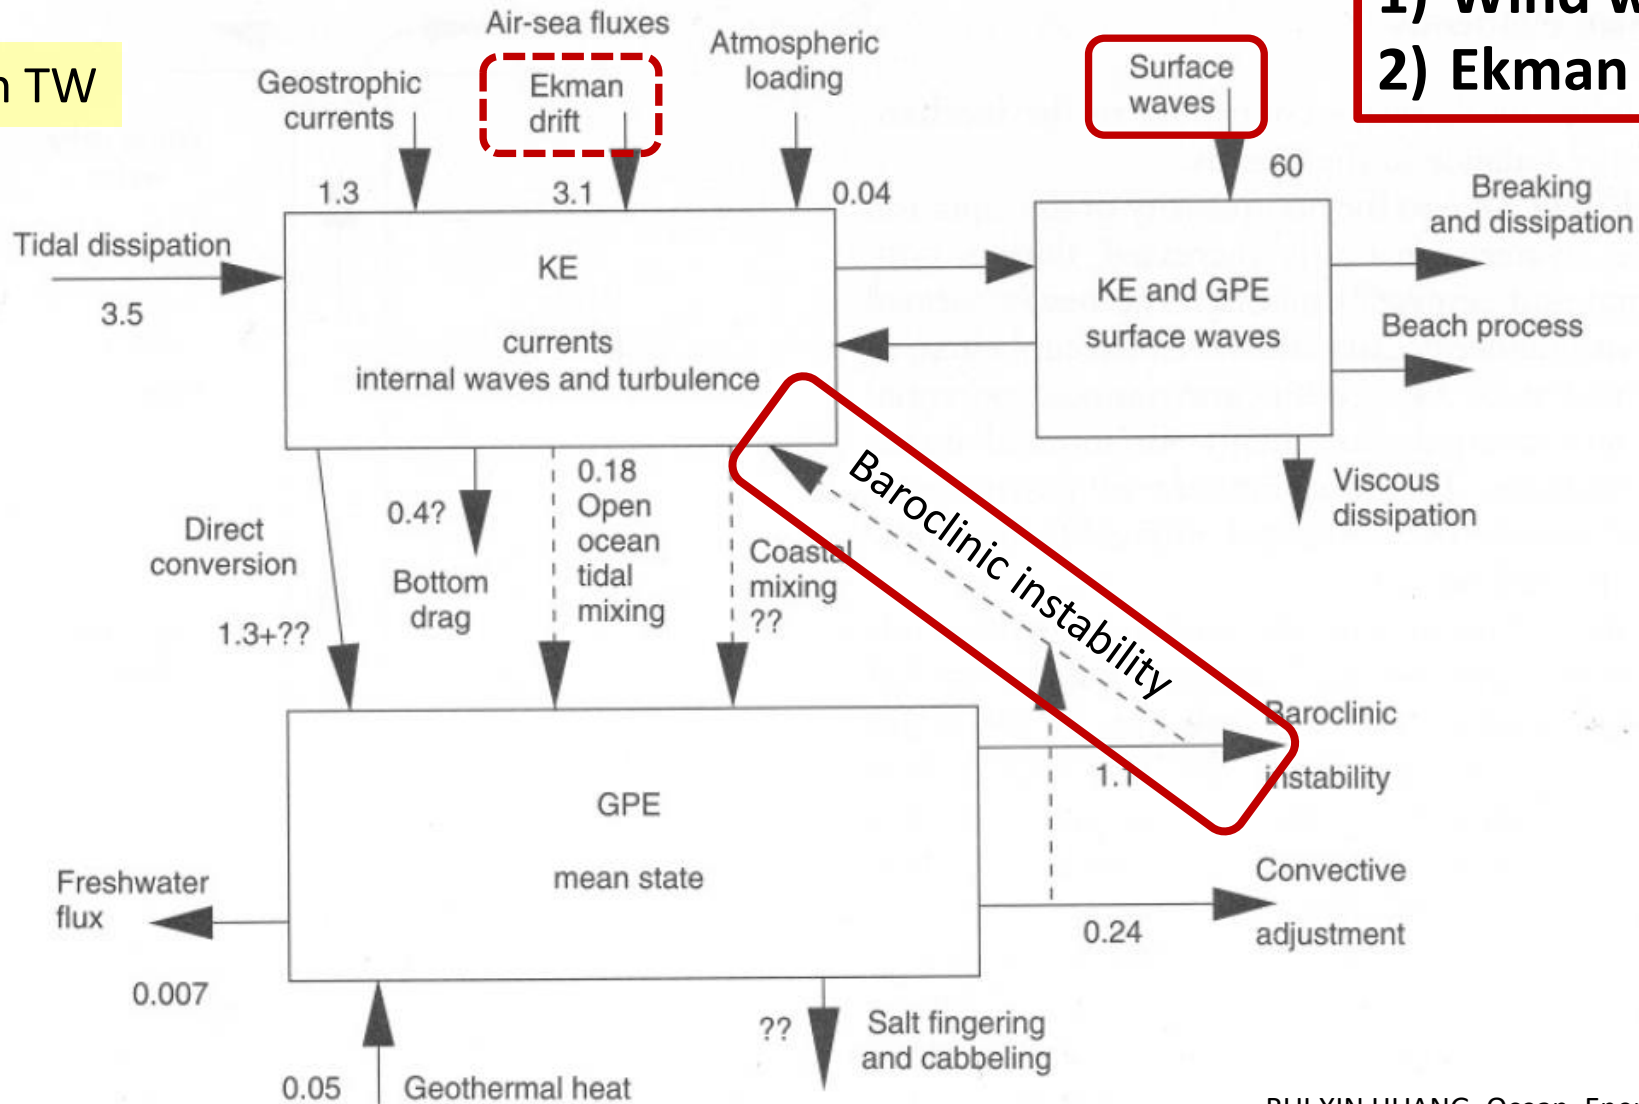 1) Wind w
2) Ekman
n TW
Air-sea fluxes
Geostrophic
currents
Ekman
drift
Atmospheric
loading
Surface
waves
1.3
3.1
0.04
60
Tidal dissipation
3.5
KE
currents
internal waves and turbulence
KE and GPE
surface waves
Breaking
and dissipation
Beach process
Viscous
dissipation
Direct
conversion
1.3+??
0.4?
Bottom
drag
0.18
Open
ocean
tidal
mixing
Coastal
mixing
??
Baroclinic instability
Baroclinic
instability
1.1
GPE
mean state
Convective
adjustment
0.24
Freshwater
flux
0.007
0.05
Geothermal heat
??
Salt fingering
and cabbeling